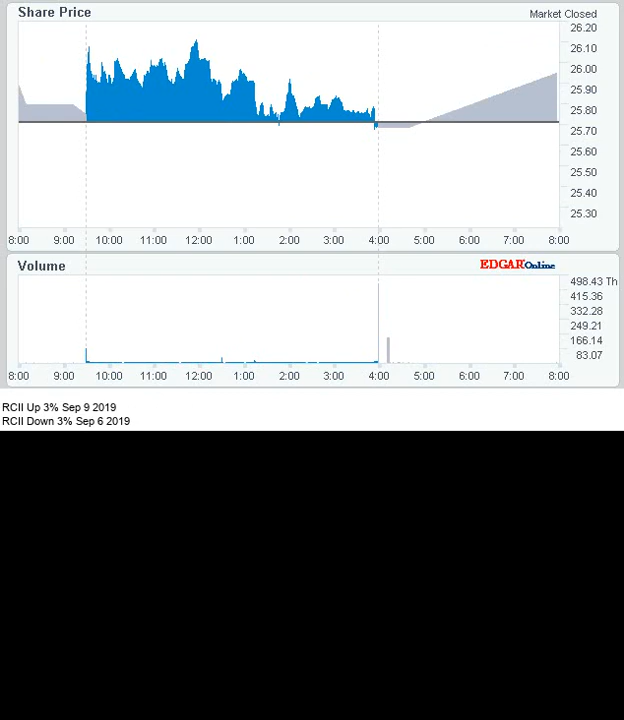 Share Price
Market Closed
26.20
26.10
26.00
25.90
25.80
25.70
25.60
25.50
25.40
25.30
8:00 9:00 10:00 11:00 12:00 1:00 2:00 3:00 4:00 5:00 6:00 7:00 8:00
Volume
EDGAROnline
498.43 Th
415.36
332.28
249.21
166.14
83.07
8:00 9:00 10:00 11:00 12:00 1:00 2:00 3:00 4:00 5:00 6:00 7:00 8:00
RCII Up 3% Sep 9 2019
RCII Down 3% Sep 6 2019